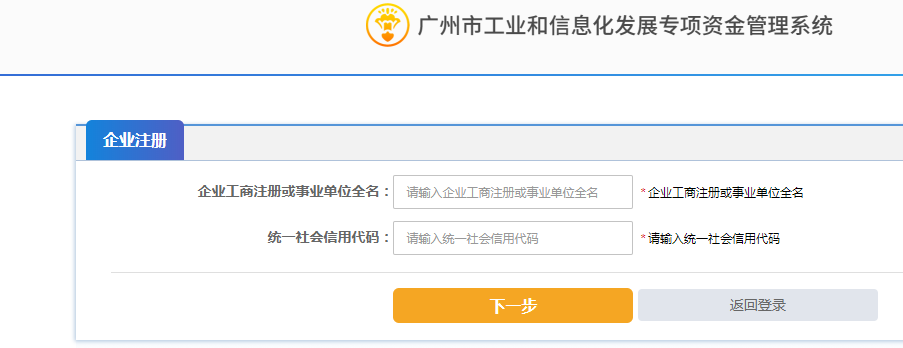 广州市工业和信息化发展专项资金管理系统
企业注册
企业工商注册或事业单位全名： 请输入企业工商注册或事业单位全名 *企业工商注册或事业单位全名
统一社会信用代码： 请输入统一社会信用代码 *请输入统一社会信用代码
下一步 返回登录